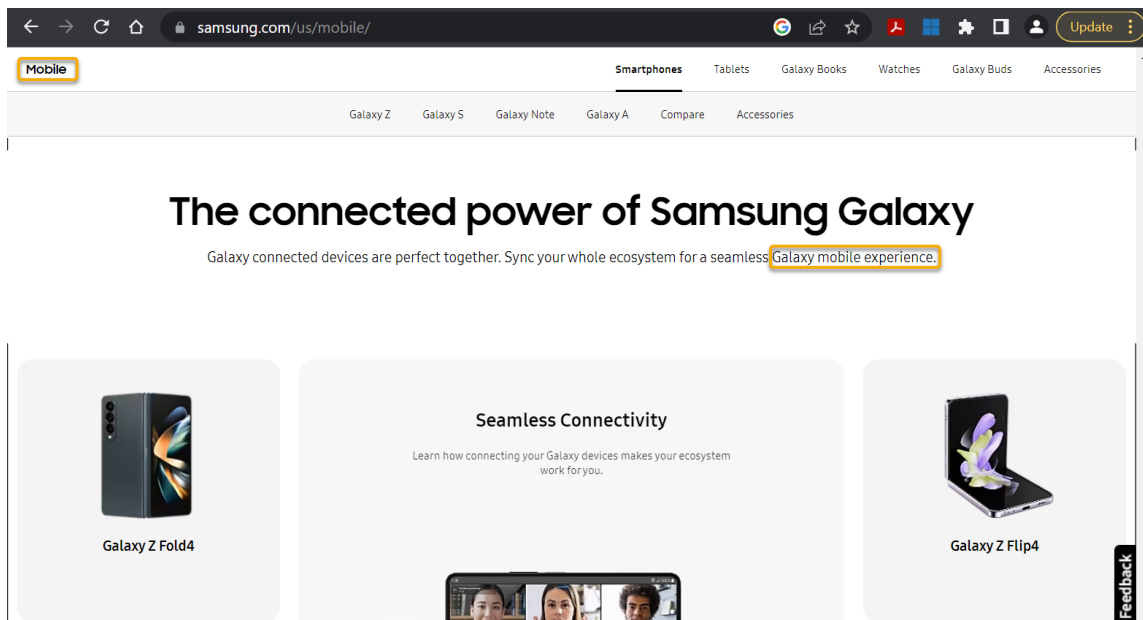 samsung.com/us/mobile/
Update
Mobile
Smartphones Tablets Galaxy Books Watches Galaxy Buds Accessories
Galaxy Z Galaxy S Galaxy Note Galaxy A Compare Accessories
The connected power of Samsung Galaxy
Galaxy connected devices are perfect together. Sync your whole ecosystem for a seamless Galaxy mobile experience.
Seamless Connectivity
Learn how connecting your Galaxy devices makes your ecosystem
work for you.
Galaxy Z Fold4
Galaxy Z Flip4
Feedback